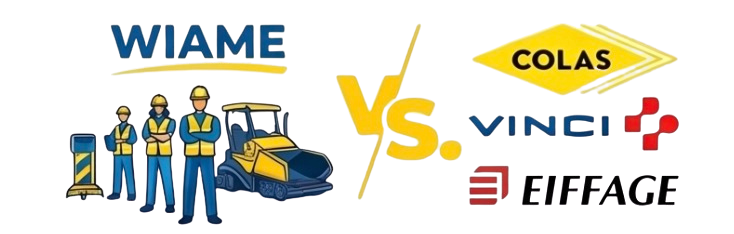 WIAME
VS.
COLAS
VINCI
EIFFAGE